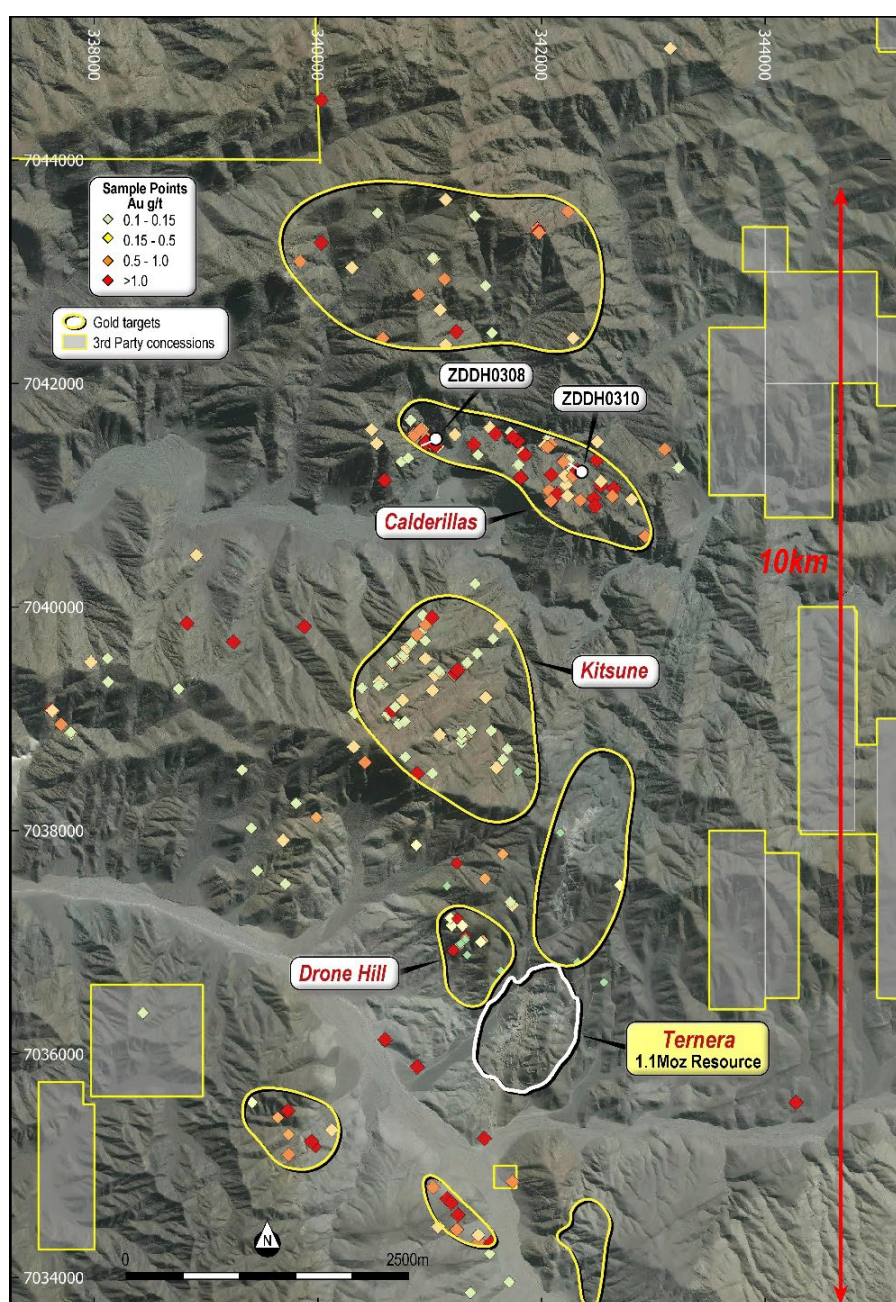 338000
340000
342000
344000
7044000
Sample Points
Au g/t
0.1 - 0.15
0.15 - 0.5
0.5 - 1.0
>1.0
Gold targets
3rd Party concessions
7042000
ZDDH0308
ZDDH0310
Calderillas
10km
7040000
Kitsune
7038000
Drone Hill
Ternera
1.1Moz Resource
7036000
N
0
2500m
7034000